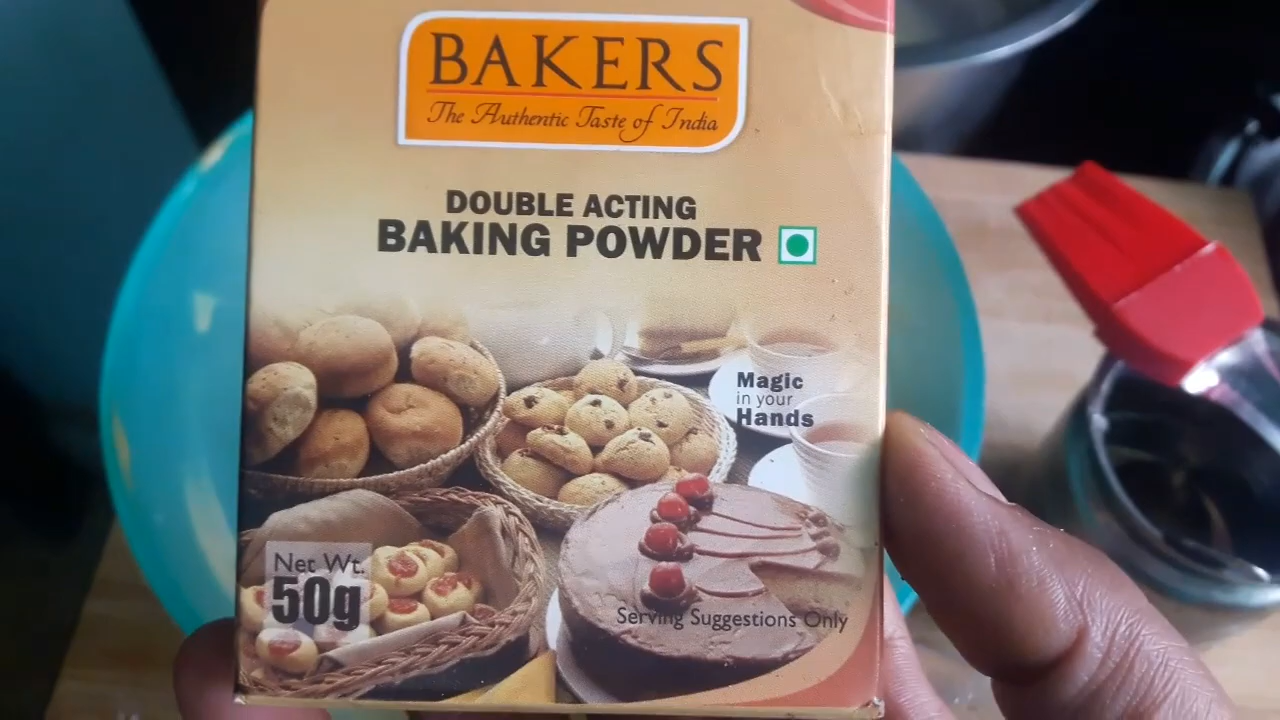 BAKERS
The Authentic Taste of India
DOUBLE ACTING
BAKING POWDER
Magic
in your
Hands
Net Wt.
50g
Serving Suggestions Only